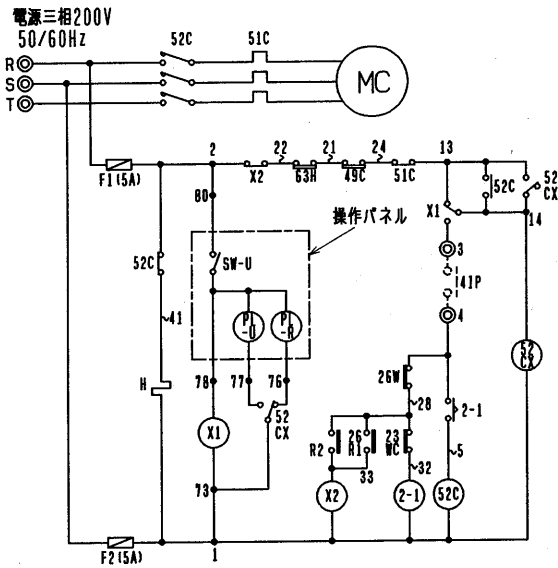 電源三相200V
50/60Hz
52C
51C
R
S
T
MC
2
22
21
24
13
F1(5A)
X2
63H
49C
51C
52C
52
CX
80
X1
14
操作パネル
3
52C
SW-U
41P
41
PL
-U
PL
-R
4
52
CX
26W
H
78
77
76
28
2-1
52
CX
X1
R2
26
R1
23
WC
5
33
32
73
X2
2-1
52C
F2(5A)
1